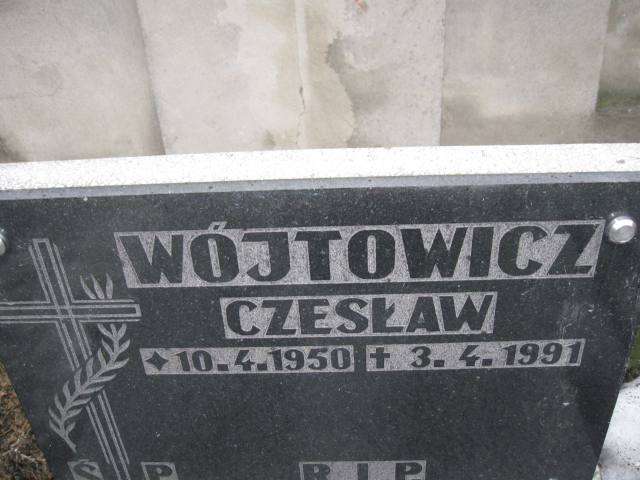 WÓJTOWICZ
CZESŁAW
✦10.4.1950 ✝ 3.4.1991
Ś P R I P